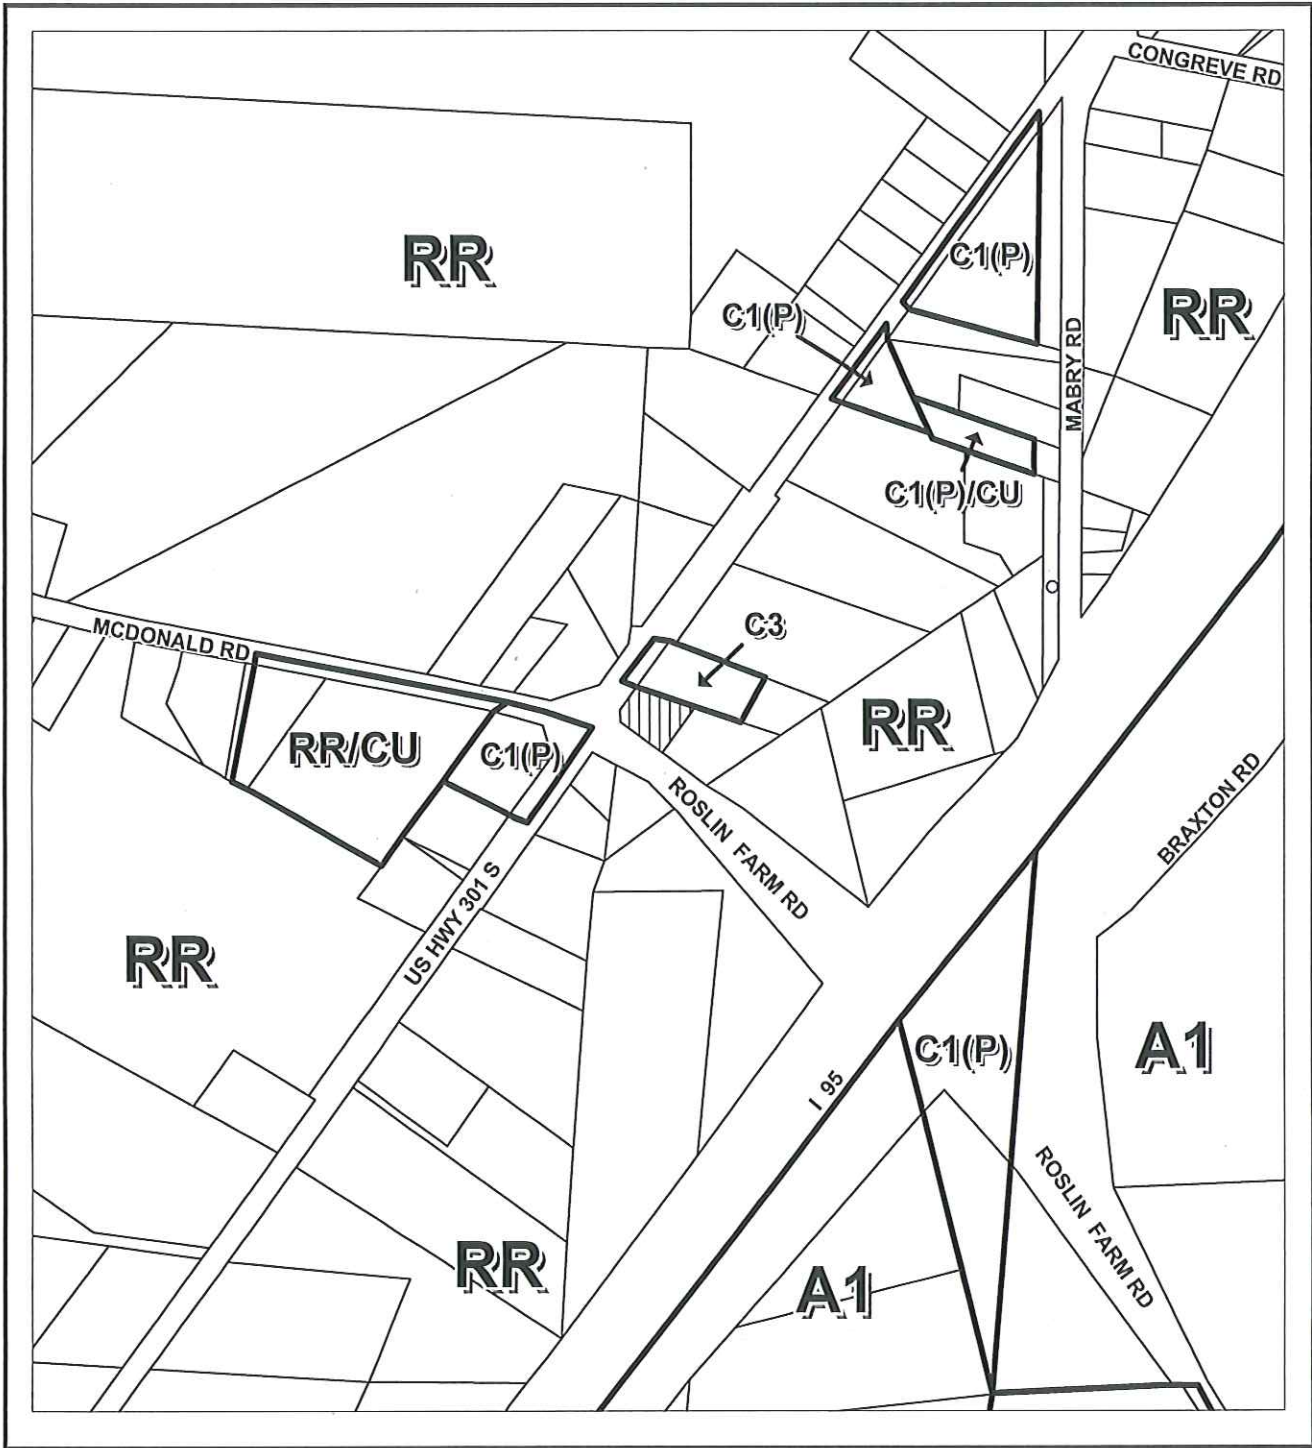 CONGREVE RD
RR
C1(P)
C1(P)
RR
MABRY RD
C1(P)/CU
C3
MCDONALD RD
RR/CU
C1(P)
RR
ROSLIN FARM RD
BRAXTON RD
US HWY 301 S
RR
C1(P)
A1
I 95
ROSLIN FARM RD
RR
A1